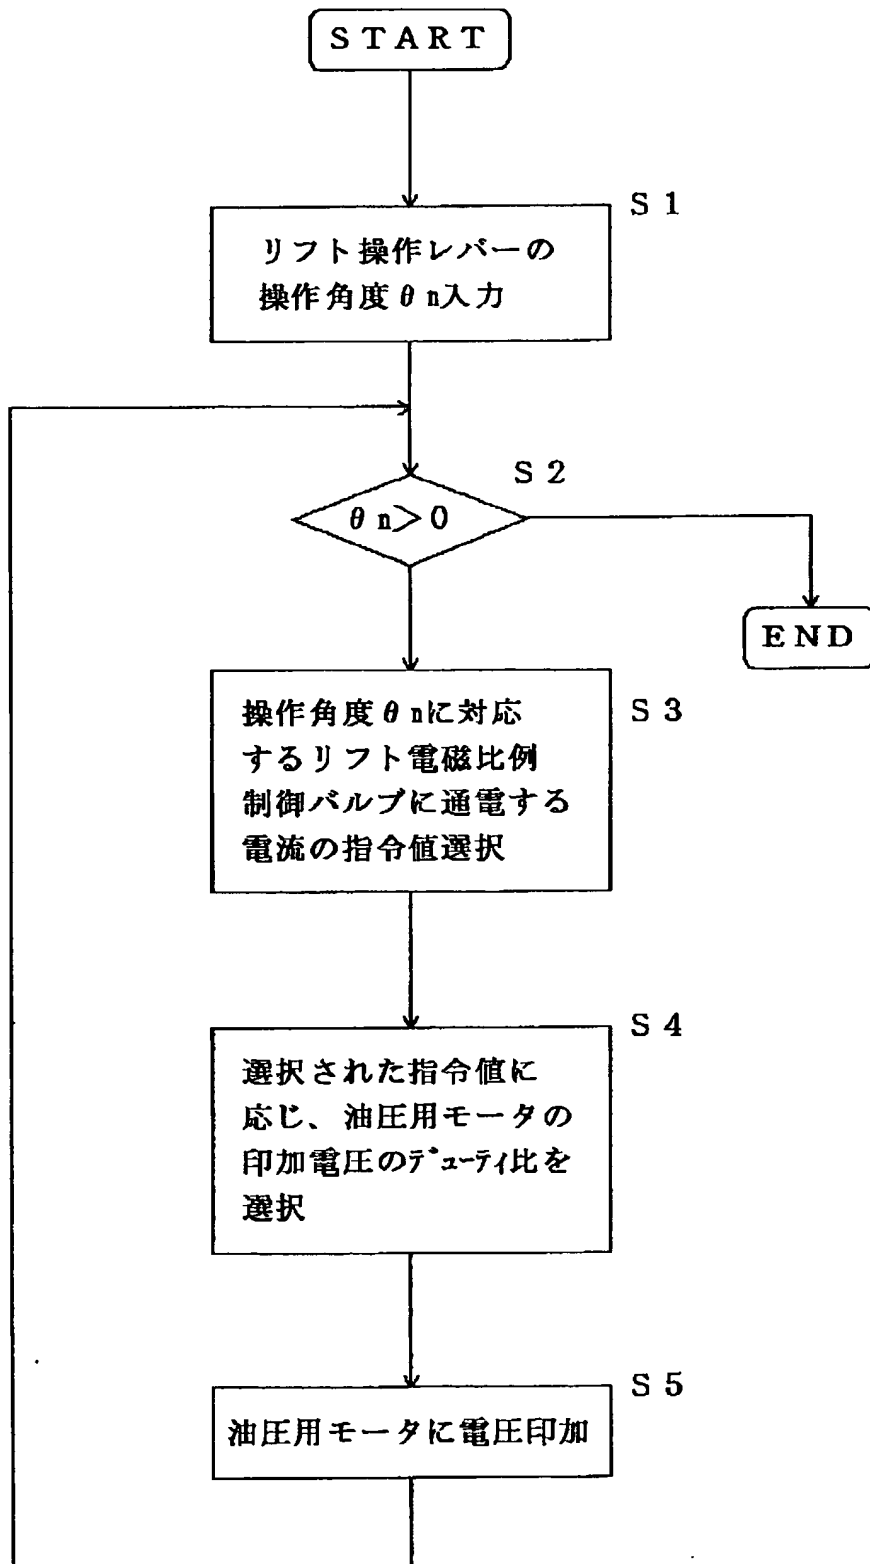 START
S1
リフト操作レバーの
操作角度θn入力
S2
θn>0
END
S3
操作角度θnに対応
するリフト電磁比例
制御バルブに通電する
電流の指令値選択
S4
選択された指令値に
応じ、油圧用モータの
印加電圧のﾃﾞｭｰﾃｨ比を
選択
S5
油圧用モータに電圧印加